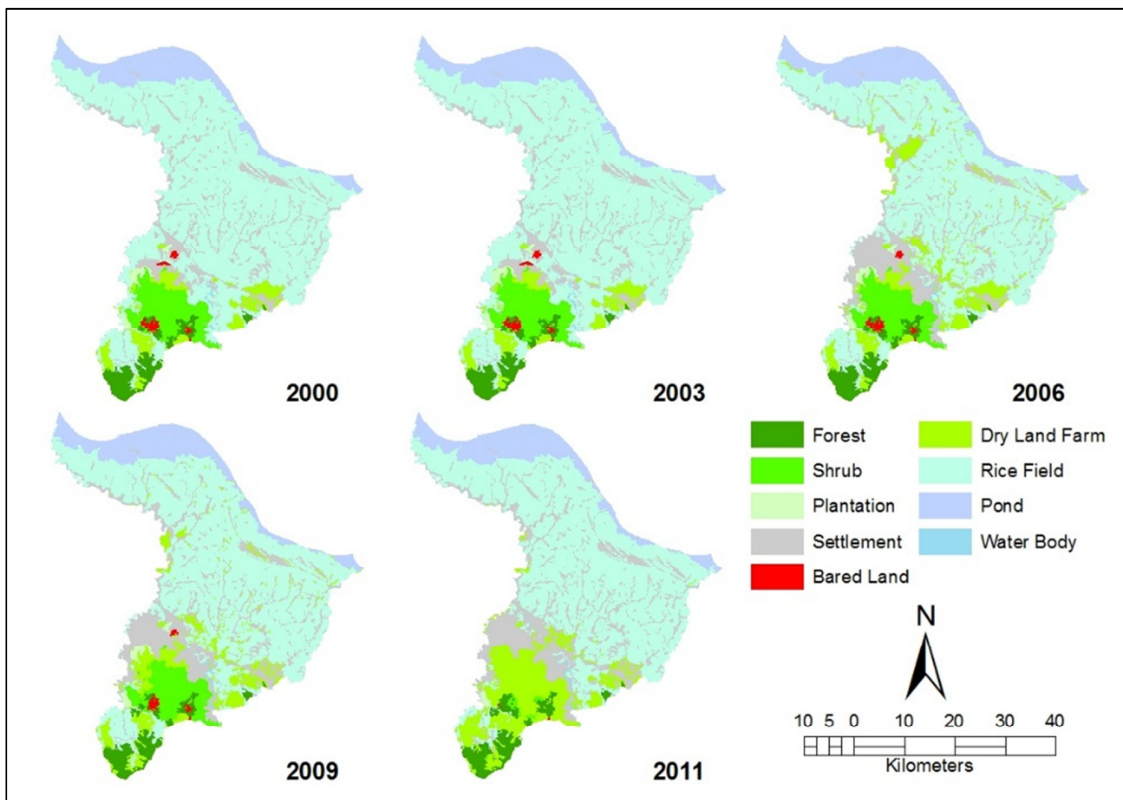 2000
2003
2006
Forest
Shrub
Plantation
Settlement
Bared Land
Dry Land Farm
Rice Field
Pond
Water Body
2009
2011
N
10 5 0 10 20 30 40
Kilometers